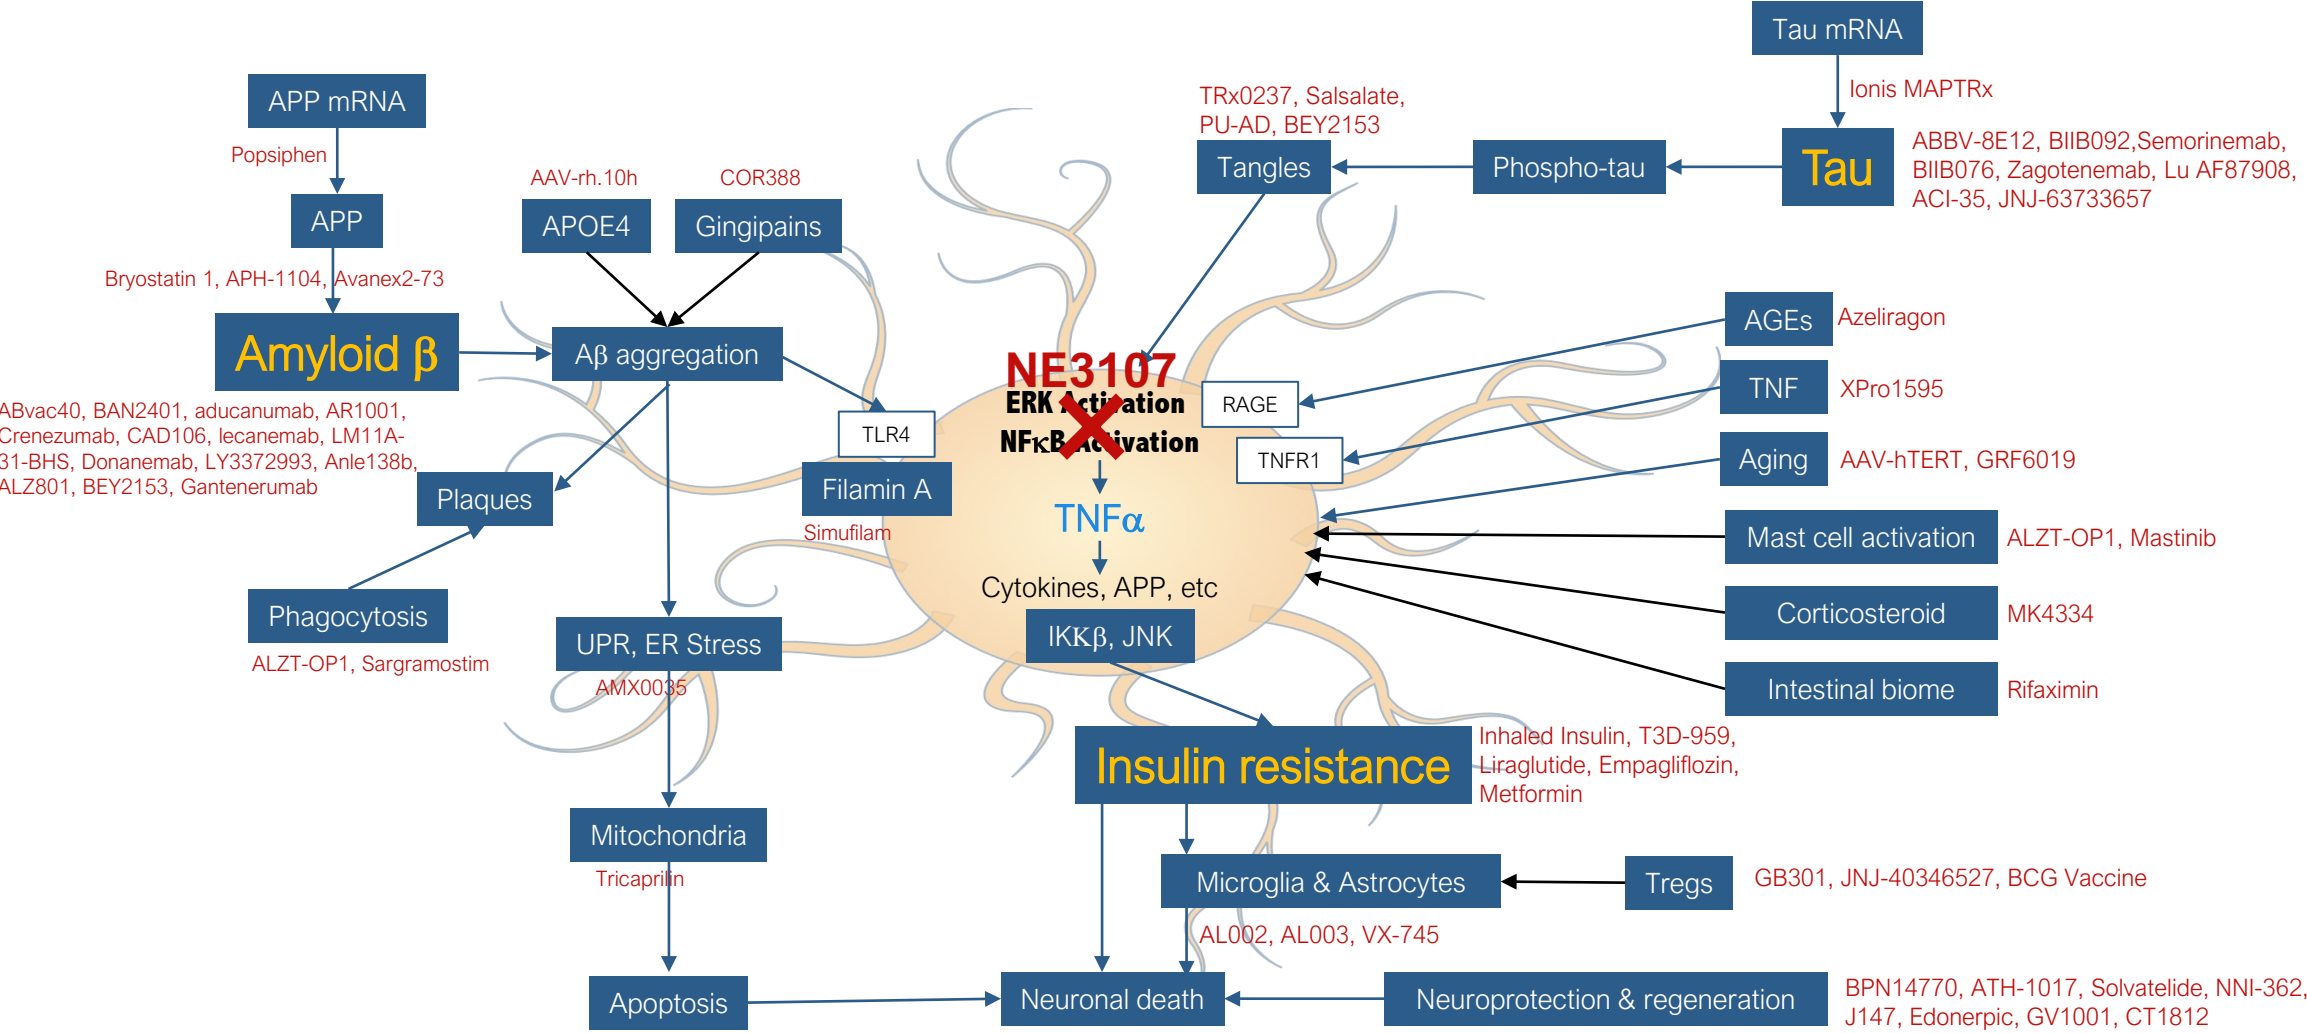 Tau mRNA
Ionis MAPTRx
APP mRNA
Popsiphen
APP
Bryostatin 1, APH-1104, Avanex2-73
Amyloid β
ABvac40, BAN2401, aducanumab, AR1001,
Crenezumab, CAD106, lecanemab, LM11A-
31-BHS, Donanemab, LY3372993, Anle138b,
ALZ801, BEY2153, Gantenerumab
AAV-rh.10h
APOE4
COR388
Gingipains
Aβ aggregation
Plaques
Phagocytosis
ALZT-OP1, Sargramostim
TLR4
Filamin A
Simufilam
UPR, ER Stress
AMX0035
Mitochondria
Tricaprilin
Apoptosis
TRx0237, Salsalate,
PU-AD, BEY2153
Tangles
Phospho-tau
Tau
ABBV-8E12, BIIB092,Semorinemab,
BIIB076, Zagotenemab, Lu AF87908,
ACI-35, JNJ-63733657
NE3107
ERK Activation
NFκB Activation
TNFα
Cytokines, APP, etc
IKKβ, JNK
RAGE
TNFR1
AGEs
Azeliragon
TNF
XPro1595
Aging
AAV-hTERT, GRF6019
Mast cell activation
ALZT-OP1, Mastinib
Corticosteroid
MK4334
Intestinal biome
Rifaximin
Insulin resistance
Inhaled Insulin, T3D-959,
Liraglutide, Empagliflozin,
Metformin
Microglia & Astrocytes
Tregs
GB301, JNJ-40346527, BCG Vaccine
AL002, AL003, VX-745
Neuronal death
Neuroprotection & regeneration
BPN14770, ATH-1017, Solvatelide, NNI-362,
J147, Edonerpic, GV1001, CT1812